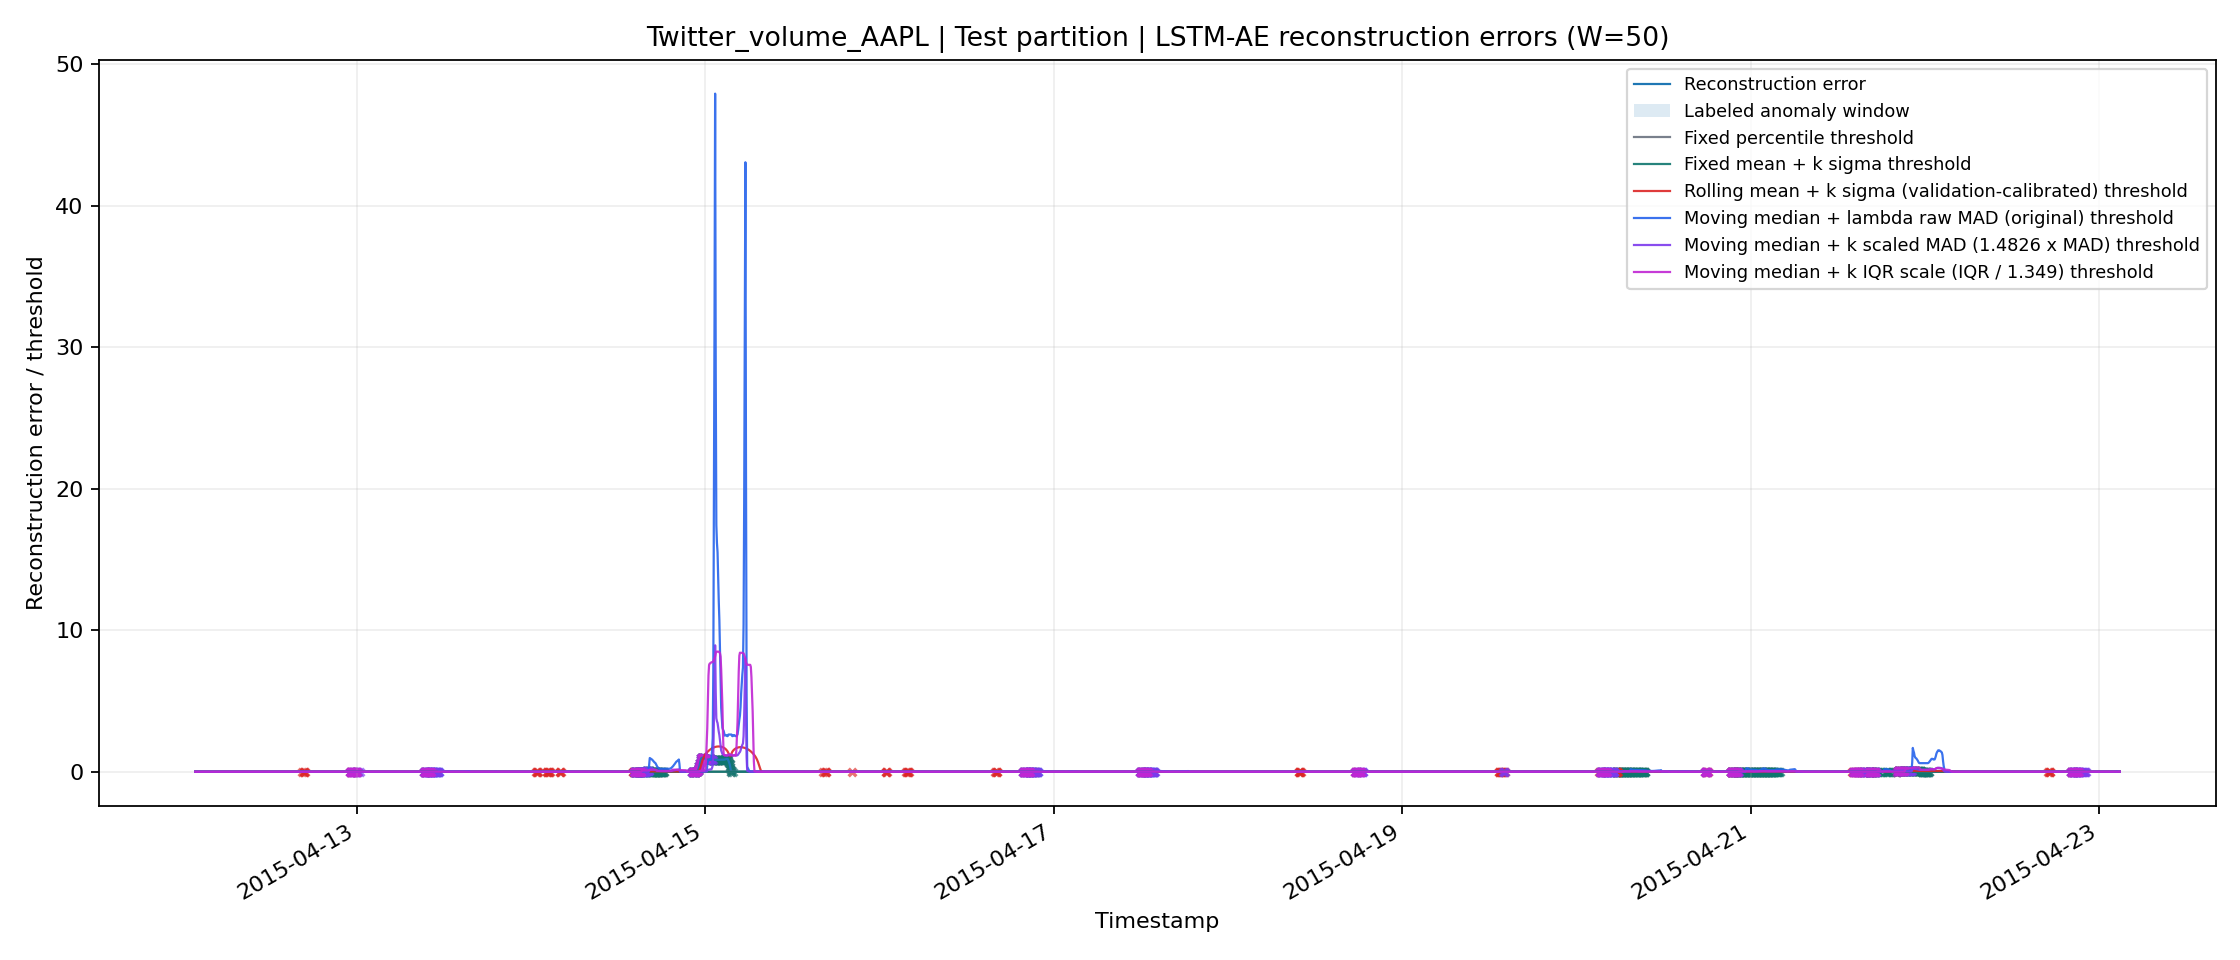 Twitter_volume_AAPL | Test partition | LSTM-AE reconstruction errors (W=50)
50
40
30
20
10
0
Reconstruction error / threshold
Reconstruction error
Labeled anomaly window
Fixed percentile threshold
Fixed mean + k sigma threshold
Rolling mean + k sigma (validation-calibrated) threshold
Moving median + lambda raw MAD (original) threshold
Moving median + k scaled MAD (1.4826 x MAD) threshold
Moving median + k IQR scale (IQR / 1.349) threshold
2015-04-13
2015-04-15
2015-04-17
2015-04-19
2015-04-21
2015-04-23
Timestamp